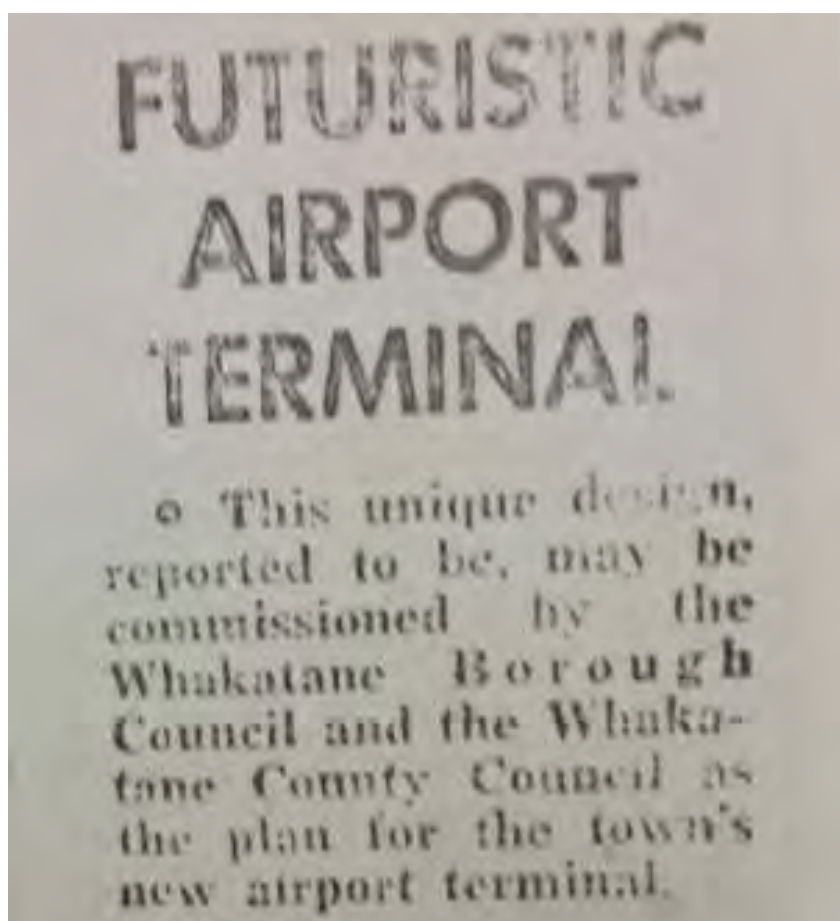 FUTURISTIC
AIRPORT
TERMINAL
o This unique design,
reported to be, may be
commissioned by the
Whakatane Borough
Council and the Whaka-
tane County Council as
the plan for the town's
new airport terminal.